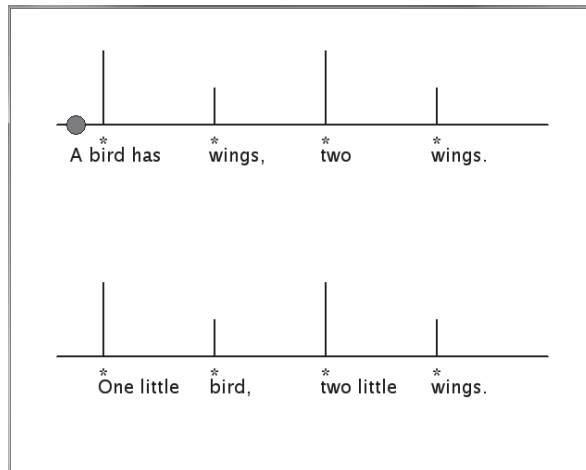 * * * *
A bird has wings, two wings.
* * * *
One little bird, two little wings.